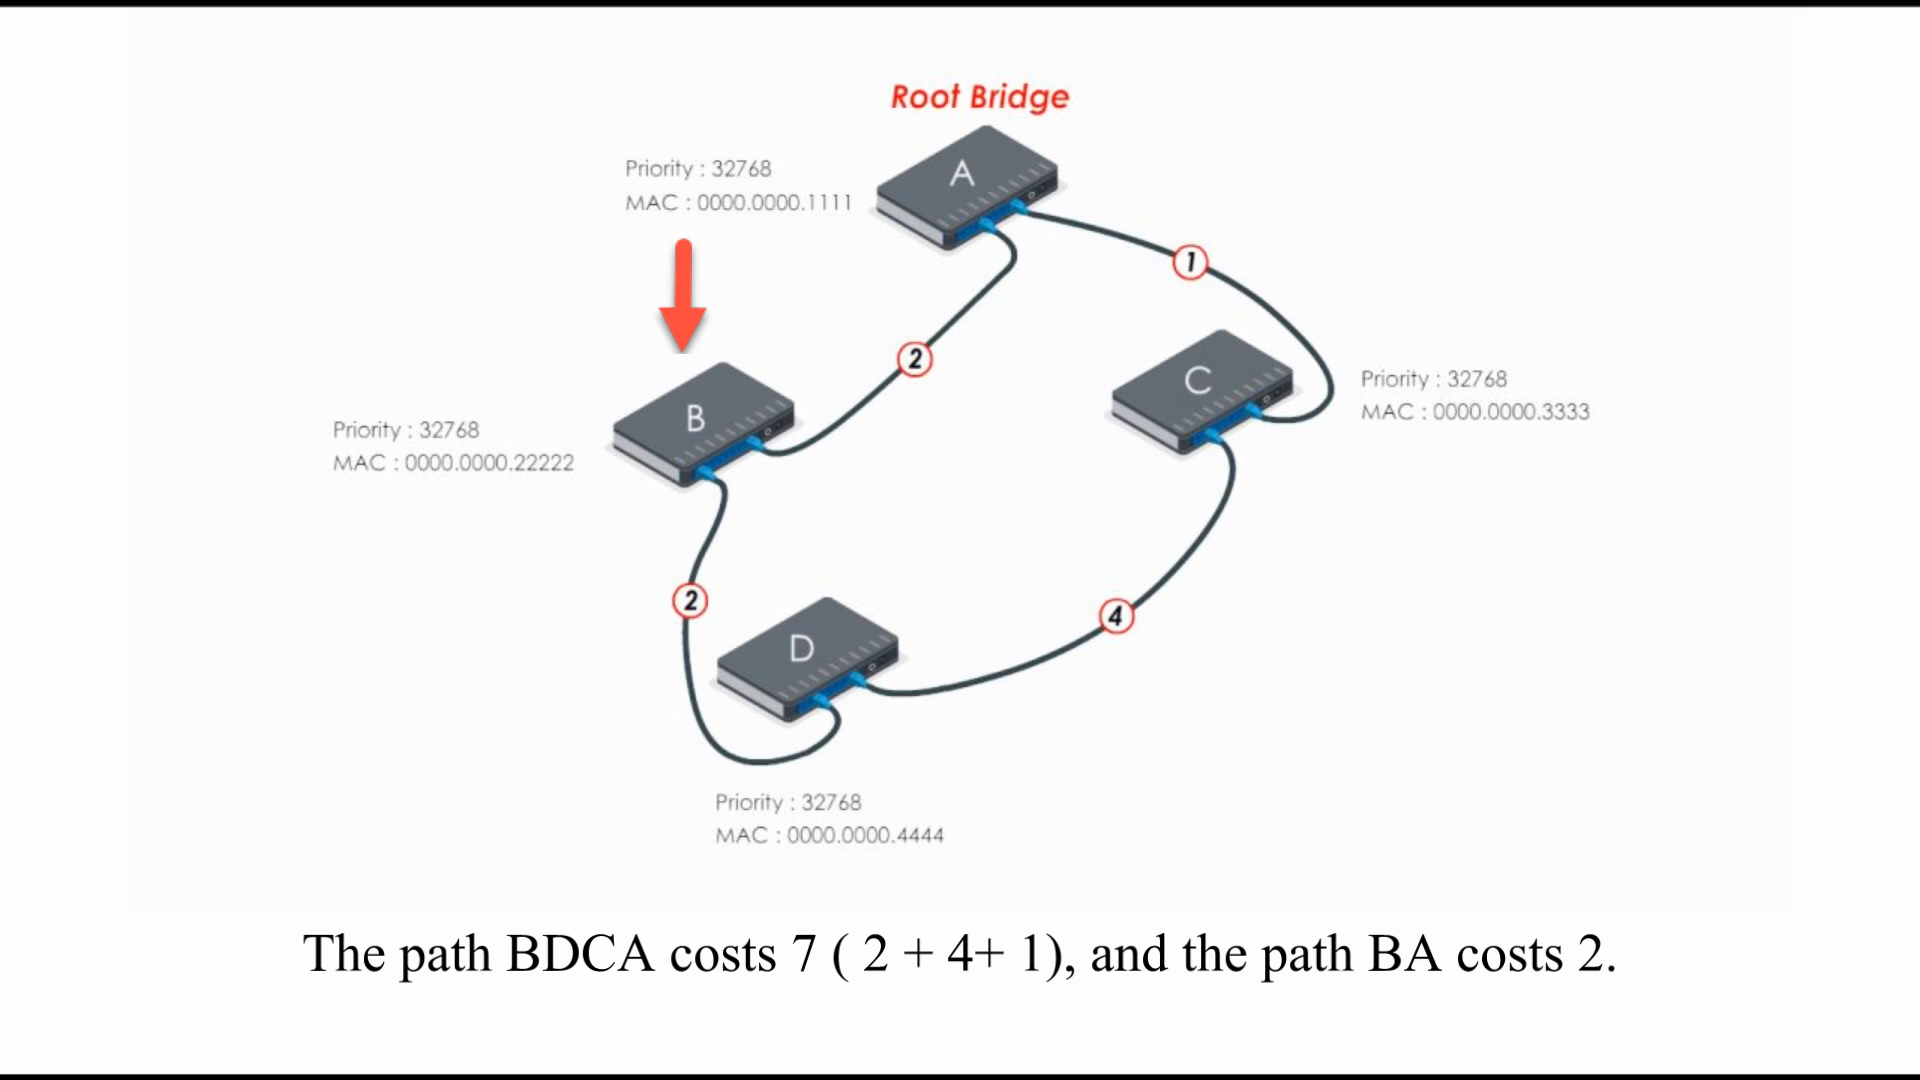 Root Bridge
Priority : 32768
MAC : 0000.0000.1111
A
1
2
C
Priority : 32768
MAC : 0000.0000.3333
B
Priority : 32768
MAC : 0000.0000.22222
2
4
D
Priority : 32768
MAC : 0000.0000.4444
The path BDCA costs 7 ( 2 + 4+ 1), and the path BA costs 2.